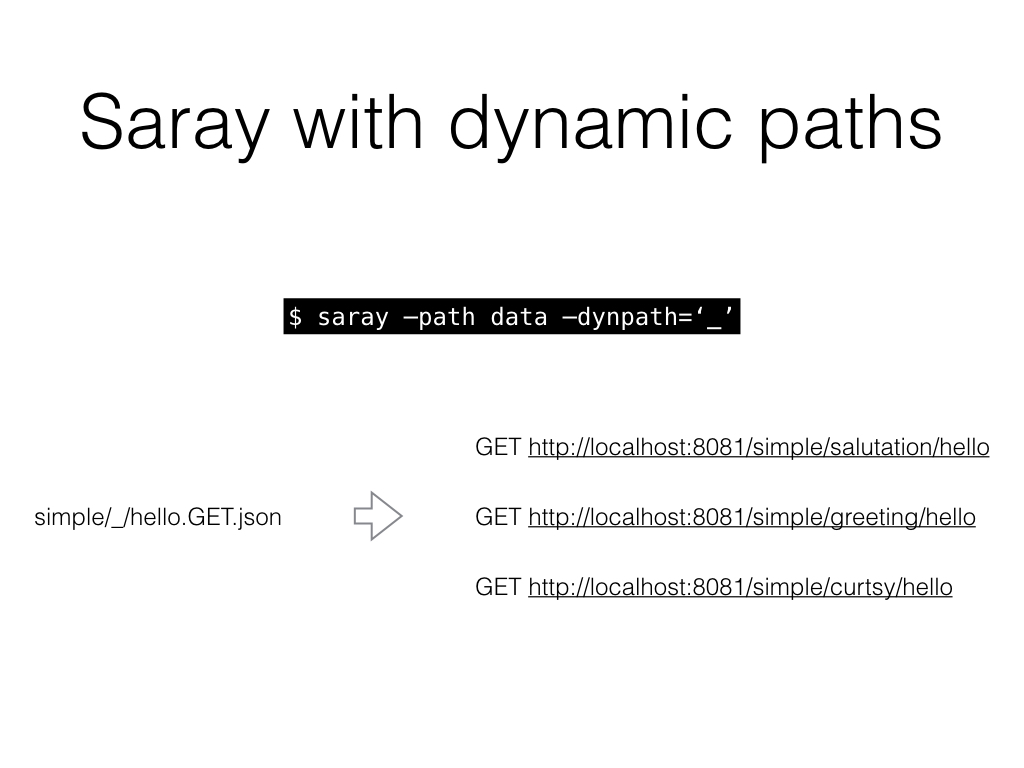 Saray with dynamic paths
$ saray —path data —dynpath=‘_’
GET http://localhost:8081/simple/salutation/hello
simple/_/hello.GET.json
GET http://localhost:8081/simple/greeting/hello
GET http://localhost:8081/simple/curtsy/hello